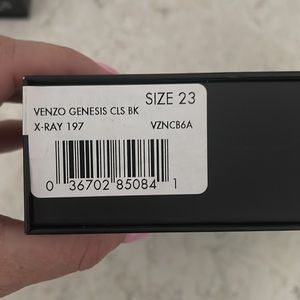 SIZE 23
VENZO GENESIS CLS BK
X-RAY 197 VZNCB6A
0 36702 85084 1